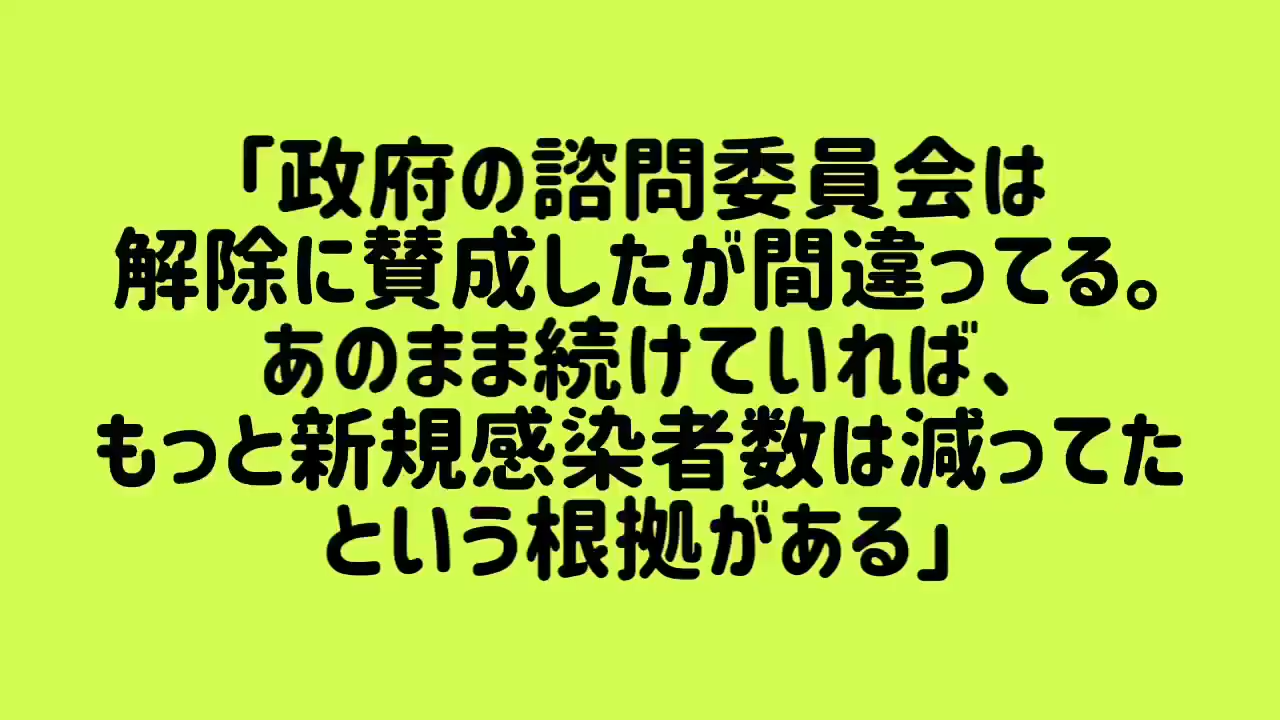 「政府の諮問委員会は
解除に賛成したが間違ってる。
あのまま続けていれば、
もっと新規感染者数は減ってた
という根拠がある」